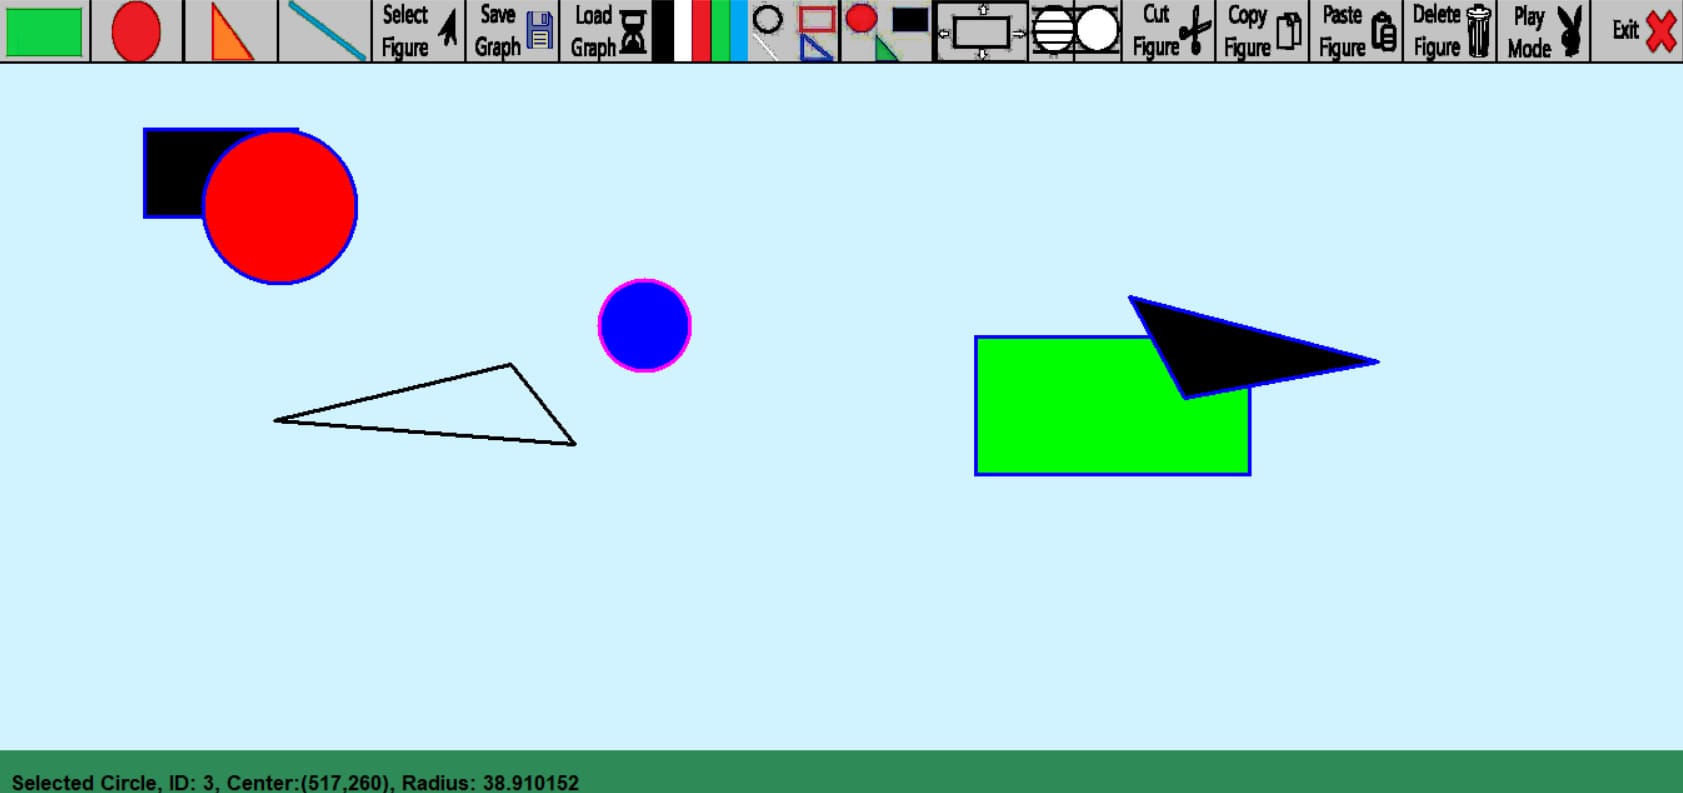 Select
Figure
Save
Graph
Load
Graph
Cut
Figure
Copy
Figure
Paste
Figure
Delete
Figure
Play
Mode
Exit
Selected Circle, ID: 3, Center:(517,260), Radius: 38.910152